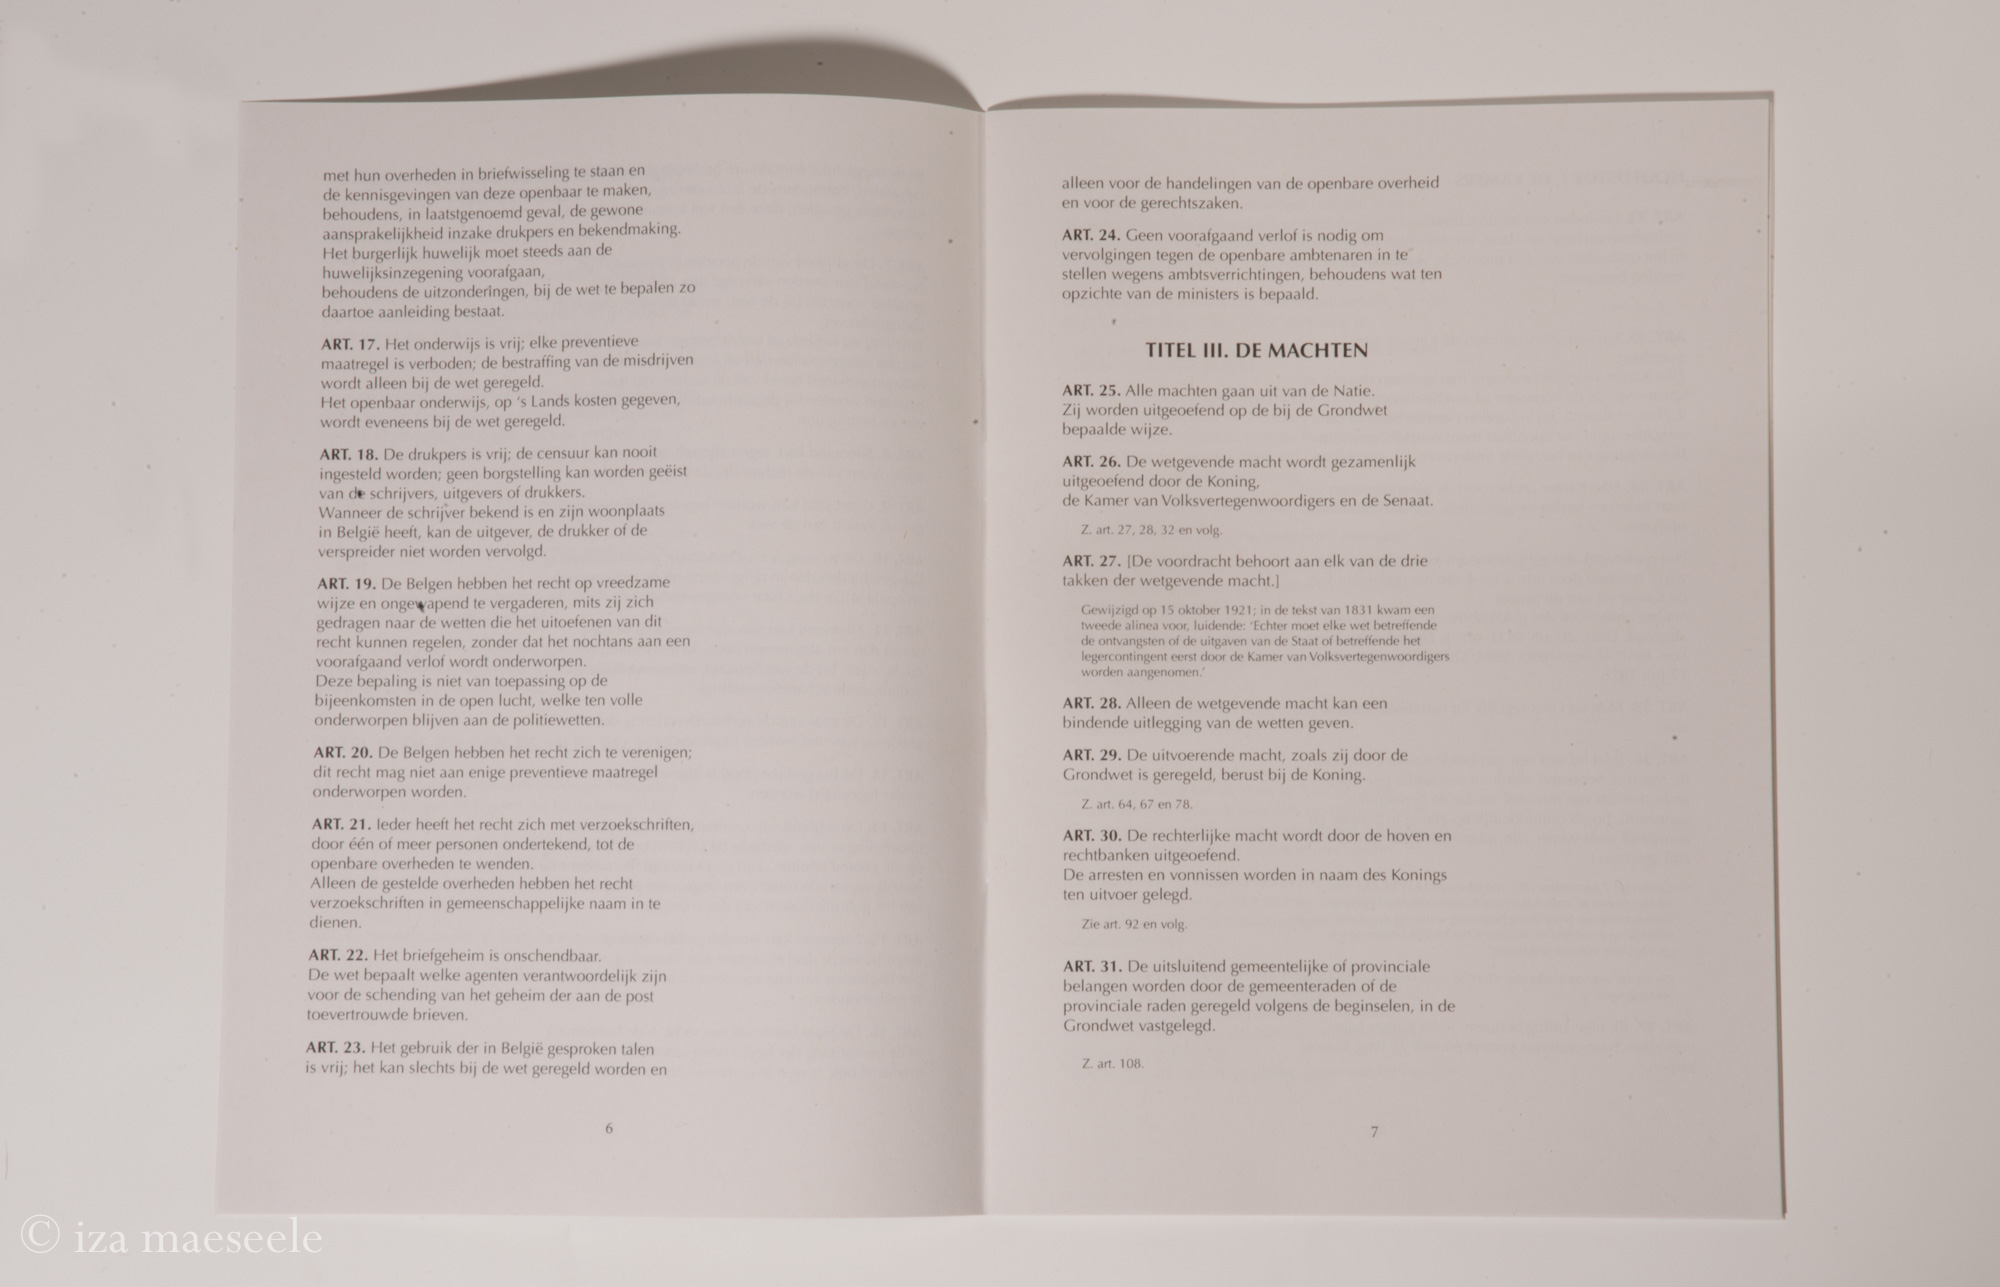 met hun overheden in briefwisseling te staan en
de kennisgevingen van deze openbaar te maken,
behoudens, in laatstgenoemd geval, de gewone
aansprakelijkheid inzake drukpers en bekendmaking.
Het burgerlijk huwelijk moet steeds aan de
huwelijksinzegening voorafgaan,
behoudens de uitzonderingen, bij de wet te bepalen zo
daartoe aanleiding bestaat.
ART. 17. Het onderwijs is vrij; elke preventieve
maatregel is verboden; de bestraffing van de misdrijven
wordt alleen bij de wet geregeld.
Het openbaar onderwijs, op ‘s Lands kosten gegeven,
wordt eveneens bij de wet geregeld.
ART. 18. De drukpers is vrij; de censuur kan nooit
ingesteld worden; geen borgstelling kan worden geëist
van de schrijvers, uitgevers of drukkers.
Wanneer de schrijver bekend is en zijn woonplaats
in België heeft, kan de uitgever, de drukker of de
verspreider niet worden vervolgd.
ART. 19. De Belgen hebben het recht op vreedzame
wijze en ongewapend te vergaderen, mits zij zich
gedragen naar de wetten die het uitoefenen van dit
recht kunnen regelen, zonder dat het nochtans aan een
voorafgaand verlof wordt onderworpen.
Deze bepaling is niet van toepassing op de
bijeenkomsten in de open lucht, welke ten volle
onderworpen blijven aan de politiewetten.
ART. 20. De Belgen hebben het recht zich te verenigen;
dit recht mag niet aan enige preventieve maatregel
onderworpen worden.
ART. 21. Ieder heeft het recht zich met verzoekschriften,
door één of meer personen ondertekend, tot de
openbare overheden te wenden.
Alleen de gestelde overheden hebben het recht
verzoekschriften in gemeenschappelijke naam in te
dienen.
ART. 22. Het briefgeheim is onschendbaar.
De wet bepaalt welke agenten verantwoordelijk zijn
voor de schending van het geheim der aan de post
toevertrouwde brieven.
ART. 23. Het gebruik der in België gesproken talen
is vrij; het kan slechts bij de wet geregeld worden en
6
alleen voor de handelingen van de openbare overheid
en voor de gerechtszaken.
ART. 24. Geen voorafgaand verlof is nodig om
vervolgingen tegen de openbare ambtenaren in te
stellen wegens ambtsverrichtingen, behoudens wat ten
opzichte van de ministers is bepaald.
TITEL III. DE MACHTEN
ART. 25. Alle machten gaan uit van de Natie.
Zij worden uitgeoefend op de bij de Grondwet
bepaalde wijze.
ART. 26. De wetgevende macht wordt gezamenlijk
uitgeoefend door de Koning,
de Kamer van Volksvertegenwoordigers en de Senaat.
Z. art. 27, 28, 32 en volg.
ART. 27. [De voordracht behoort aan elk van de drie
takken der wetgevende macht.]
Gewijzigd op 15 oktober 1921; in de tekst van 1831 kwam een
tweede alinea voor, luidende: ‘Echter moet elke wet betreffende
de ontvangsten of de uitgaven van de Staat of betreffende het
legercontingent eerst door de Kamer van Volksvertegenwoordigers
worden aangenomen.’
ART. 28. Alleen de wetgevende macht kan een
bindende uitlegging van de wetten geven.
ART. 29. De uitvoerende macht, zoals zij door de
Grondwet is geregeld, berust bij de Koning.
Z. art. 64, 67 en 78.
ART. 30. De rechterlijke macht wordt door de hoven en
rechtbanken uitgeoefend.
De arresten en vonnissen worden in naam des Konings
ten uitvoer gelegd.
Zie art. 92 en volg.
ART. 31. De uitsluitend gemeentelijke of provinciale
belangen worden door de gemeenteraden of de
provinciale raden geregeld volgens de beginselen, in de
Grondwet vastgelegd.
Z. art. 108.
7
© iza maeseele